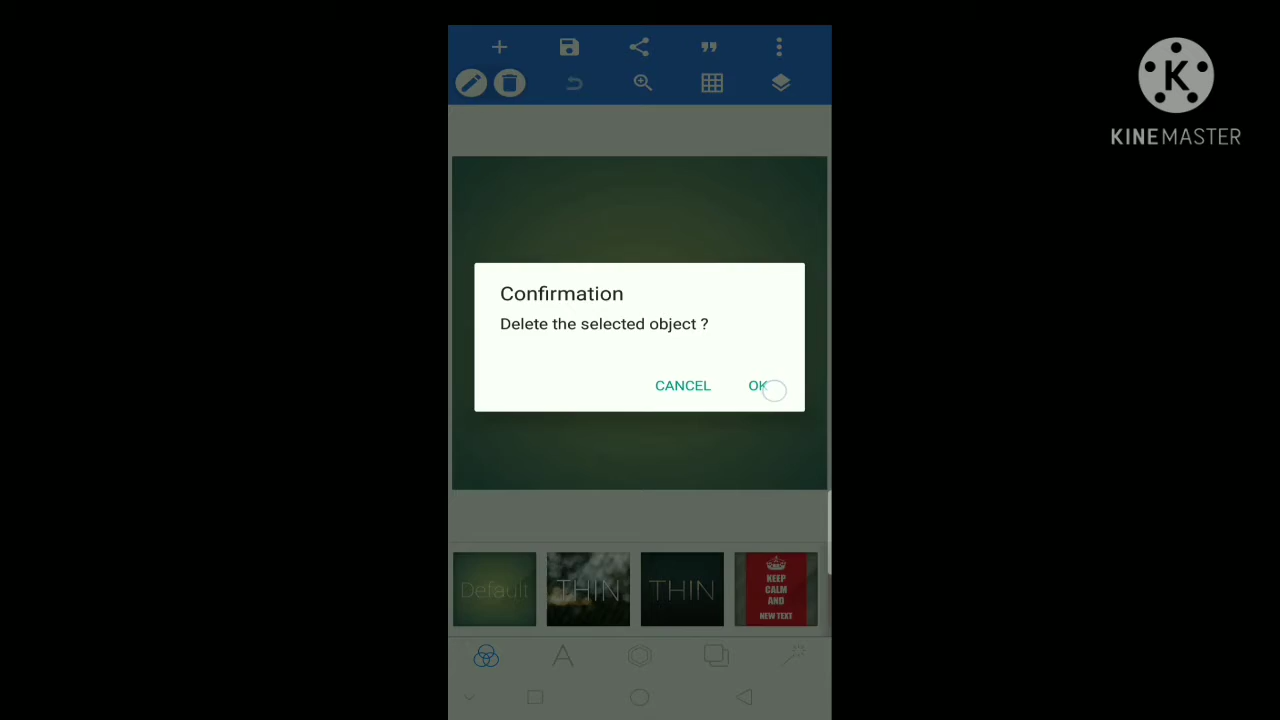 KINEMASTER
Confirmation
Delete the selected object ?
CANCEL OK
Default
THIN
THIN
KEEP
CALM
AND
NEW TEXT